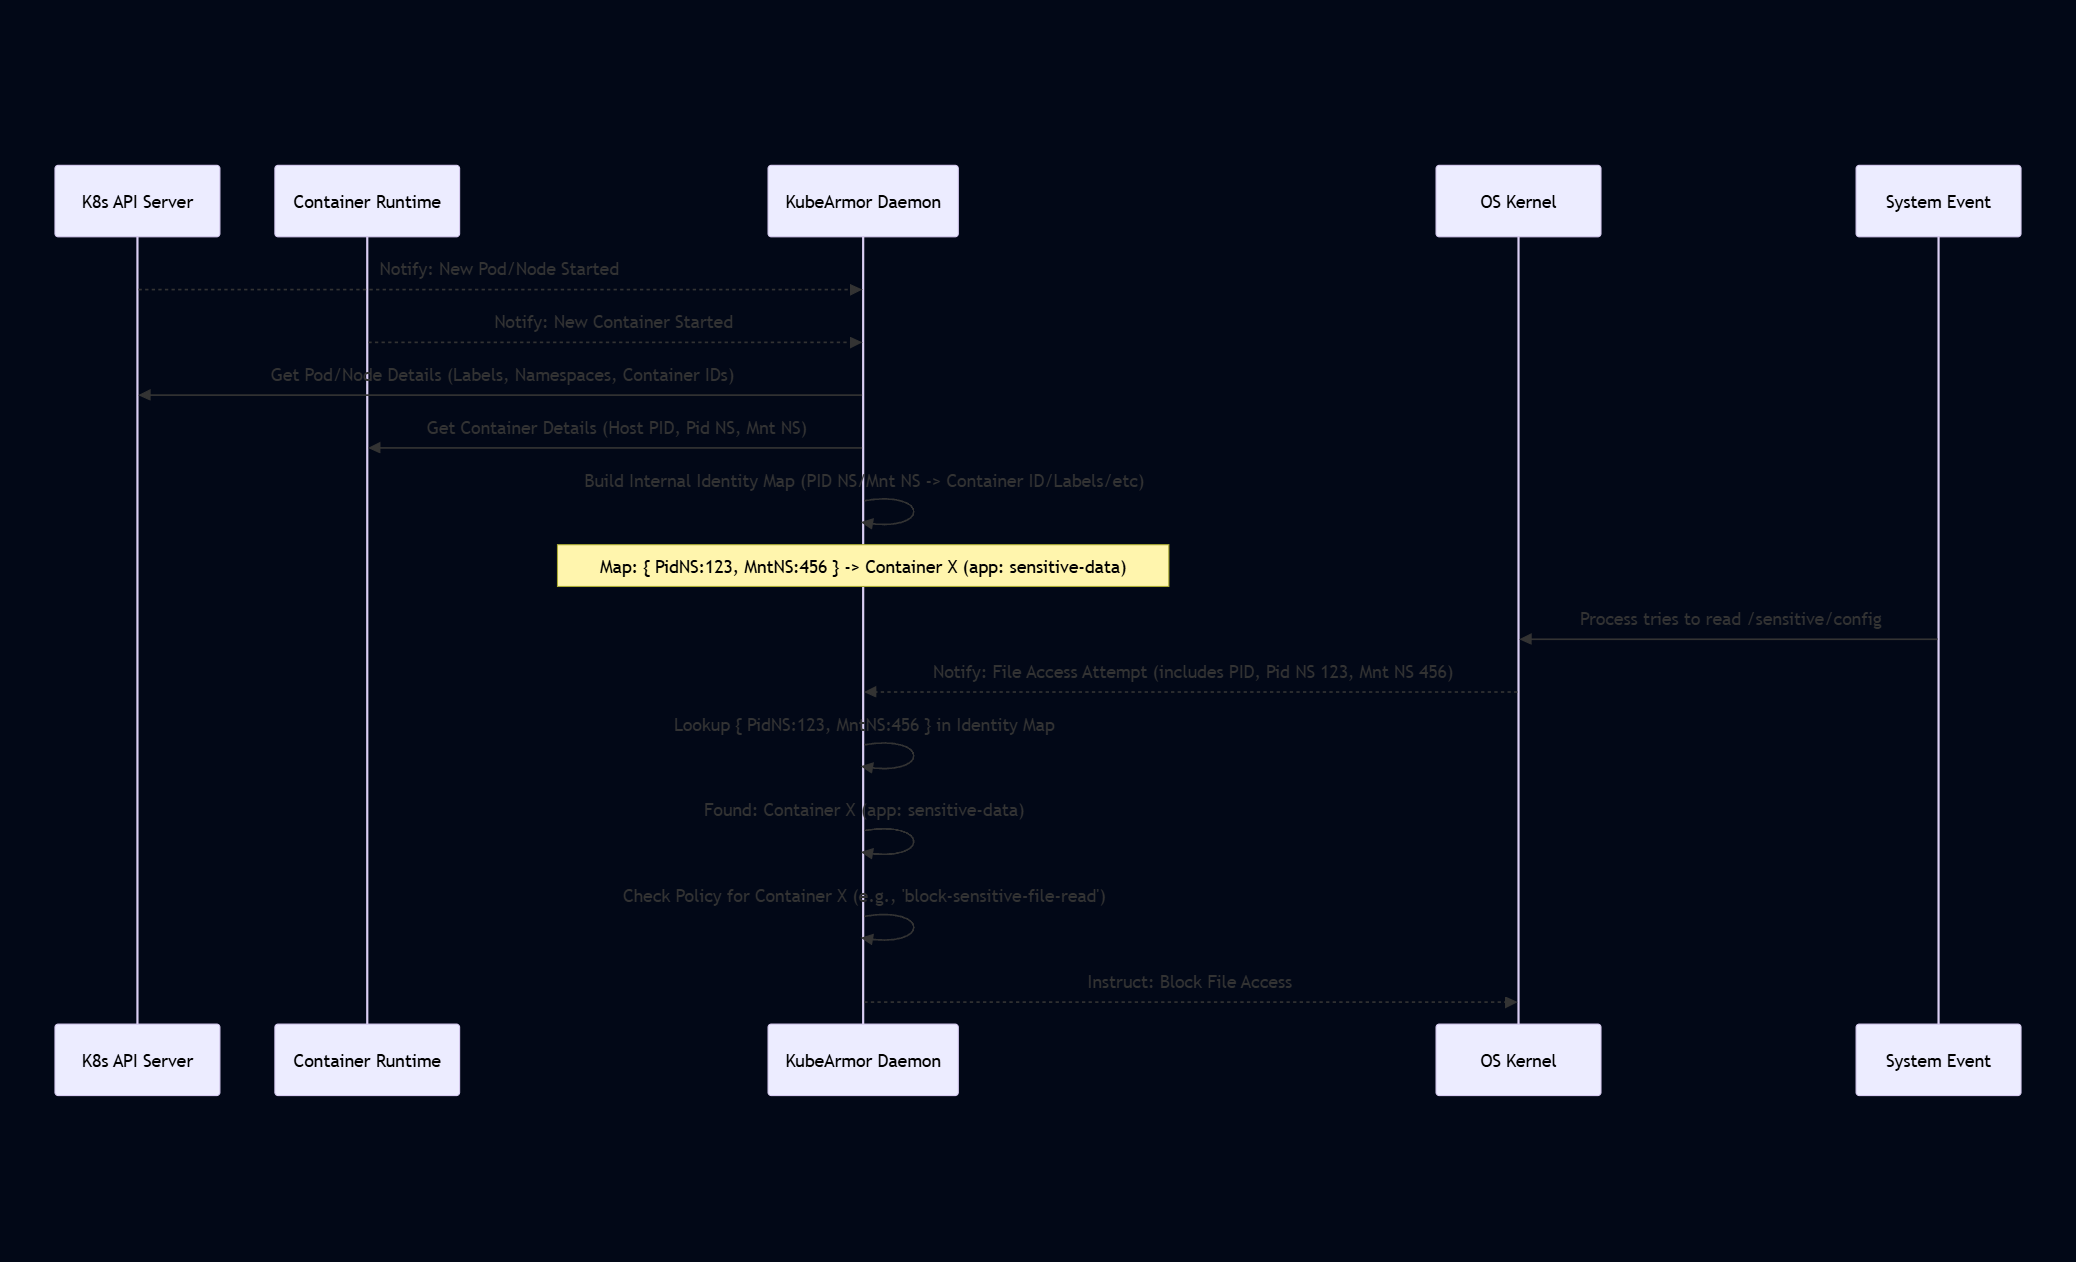 K8s API Server
Container Runtime
KubeArmor Daemon
OS Kernel
System Event
Notify: New Pod/Node Started
Notify: New Container Started
Get Pod/Node Details (Labels, Namespaces, Container IDs)
Get Container Details (Host PID, Pid NS, Mnt NS)
Build Internal Identity Map (PID NS/Mnt NS -> Container ID/Labels/etc)
Map: { PidNS:123, MntNS:456 } -> Container X (app: sensitive-data)
Process tries to read /sensitive/config
Notify: File Access Attempt (includes PID, Pid NS 123, Mnt NS 456)
Lookup { PidNS:123, MntNS:456 } in Identity Map
Found: Container X (app: sensitive-data)
Check Policy for Container X (e.g., 'block-sensitive-file-read')
Instruct: Block File Access
K8s API Server
Container Runtime
KubeArmor Daemon
OS Kernel
System Event